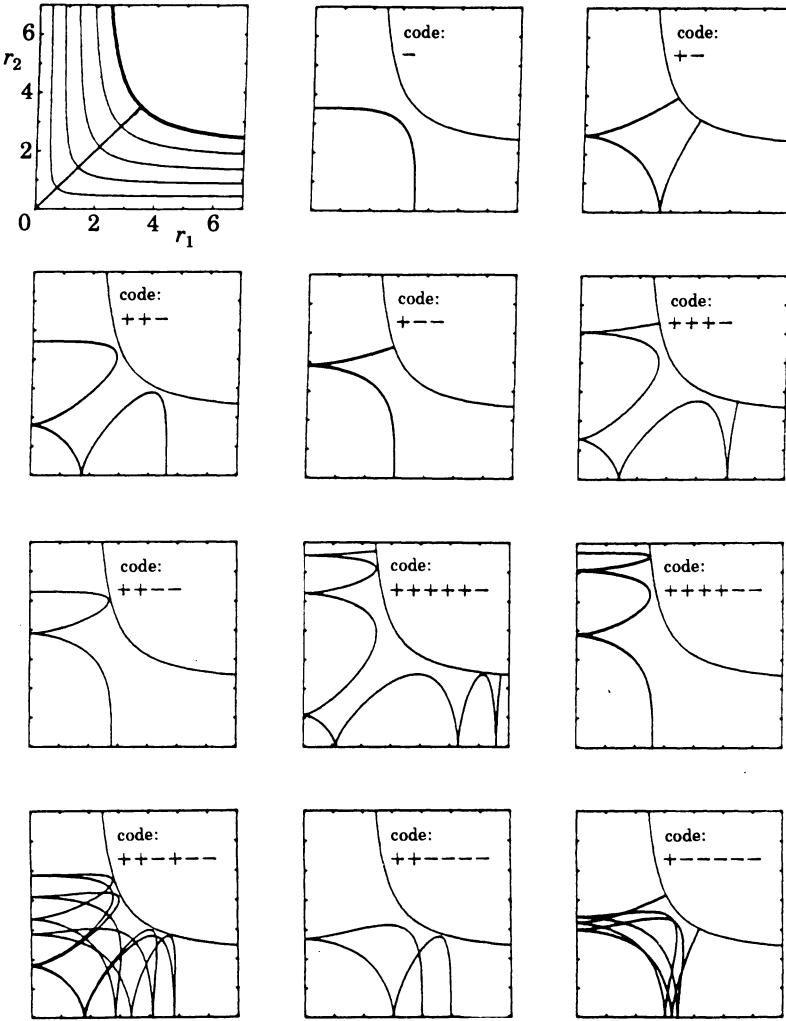 6
r₂
4
2
0 2 4 6
r₁
code:
−
code:
+ −
code:
+ + −
code:
+ − −
code:
+ + + −
code:
+ + − −
code:
+ + + + + −
code:
+ + + + − −
code:
+ + − + − −
code:
+ + − − − −
code:
+ − − − − −